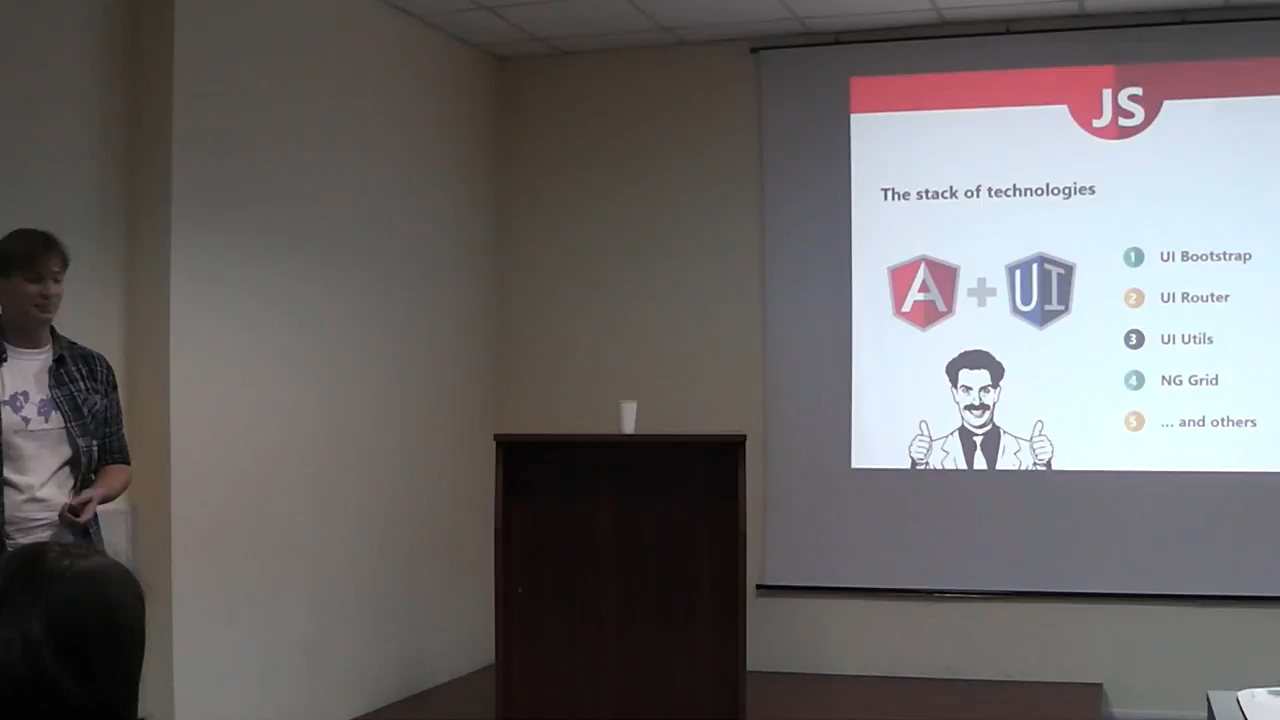 JS
The stack of technologies
A + UI
1 UI Bootstrap
2 UI Router
3 UI Utils
4 NG Grid
5 ... and others